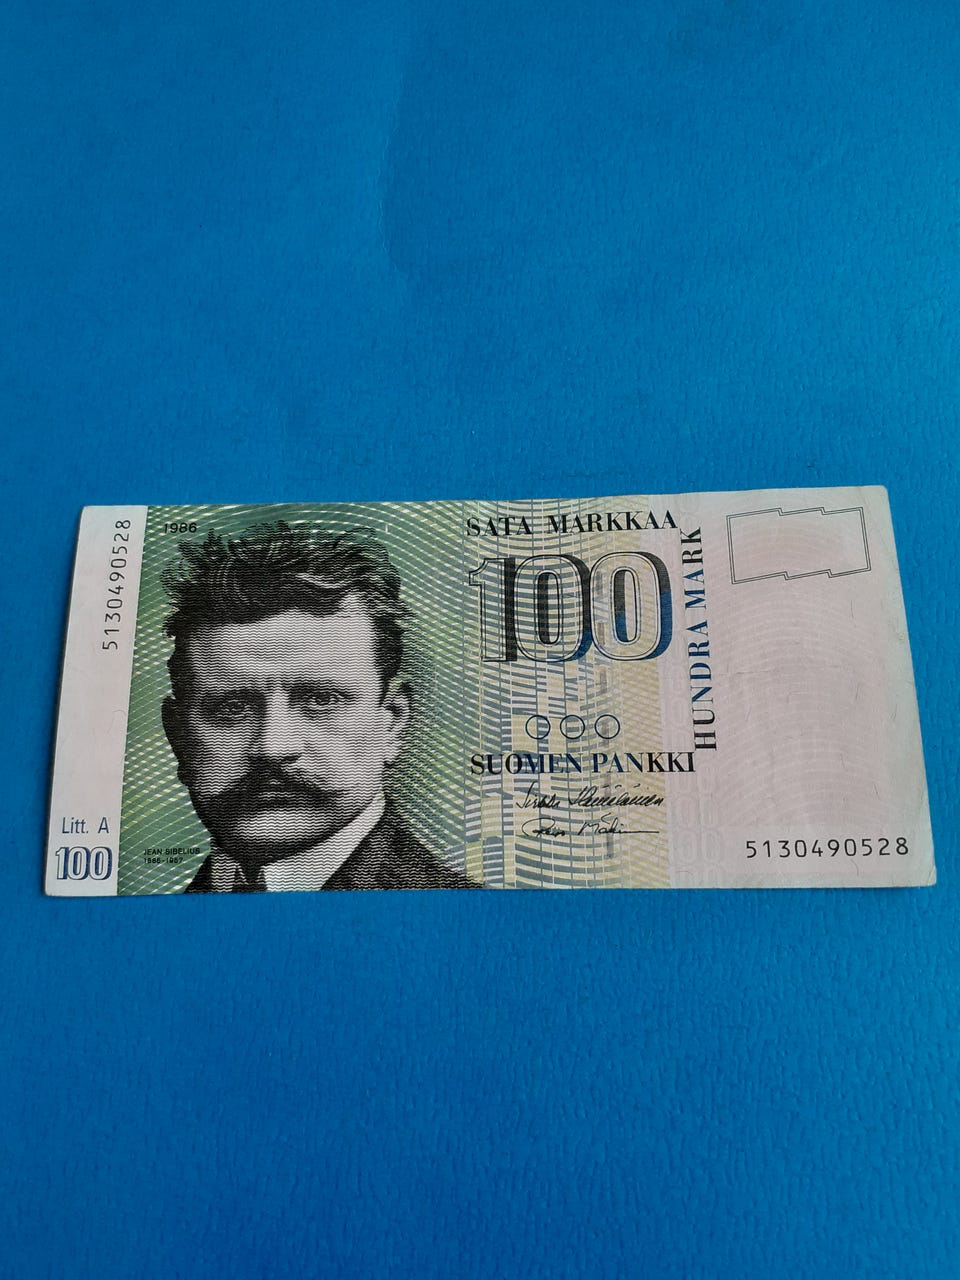 5130490528
1986
SATA MARKKAA
100
HUNDRA MARK
SUOMEN PANKKI
Litt. A
100
JEAN SIBELIUS
1865-1957
5130490528